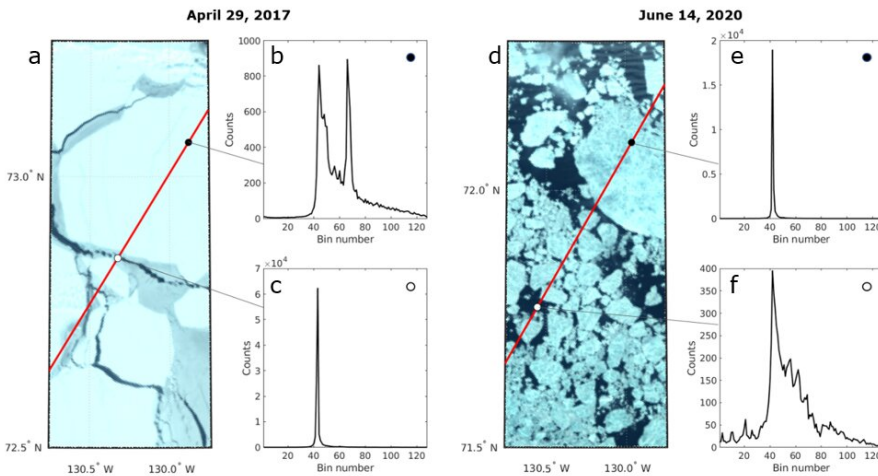 April 29, 2017
June 14, 2020
a
73.0° N
72.5° N
130.5° W
130.0° W
b
1000
800
600
400
200
0
Counts
20 40 60 80 100 120
Bin number
c
×10⁴
7
6
5
4
3
2
1
0
Counts
20 40 60 80 100 120
Bin number
d
72.0° N
71.5° N
130.5° W
130.0° W
e
×10⁴
2
1.5
1
0.5
0
Counts
20 40 60 80 100 120
Bin number
f
400
350
300
250
200
150
100
50
0
Counts
20 40 60 80 100 120
Bin number